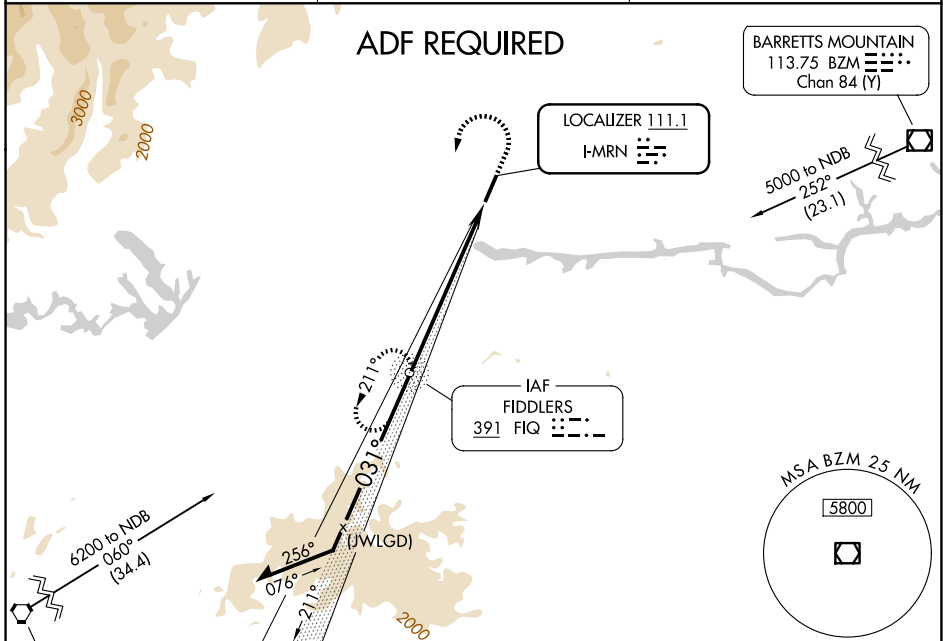 ADF REQUIRED
BARRETTS MOUNTAIN
113.75 BZM
Chan 84 (Y)
3000
2000
LOCALIZER 111.1
I-MRN
5000 to NDB
252°
(23.1)
211°
IAF
FIDDLERS
391 FIQ
031°
MSA BZM 25 NM
5800
6200 to NDB
060°
(34.4)
(JWLGD)
256°
076°
211°
2000